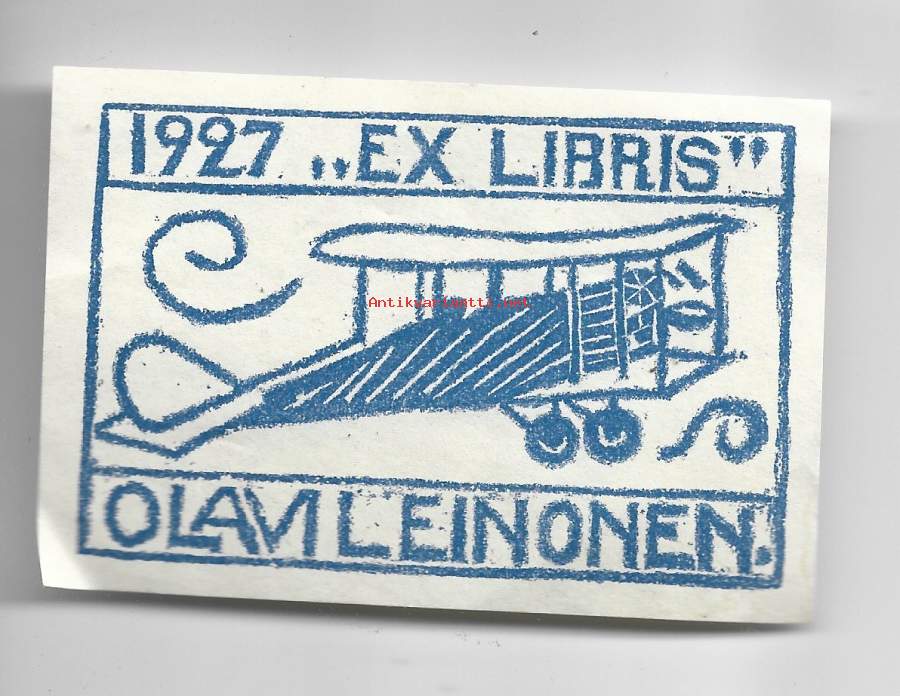 1927 „EX LIBRIS”
Antikvariaatti.net
OLAVI LEINONEN.